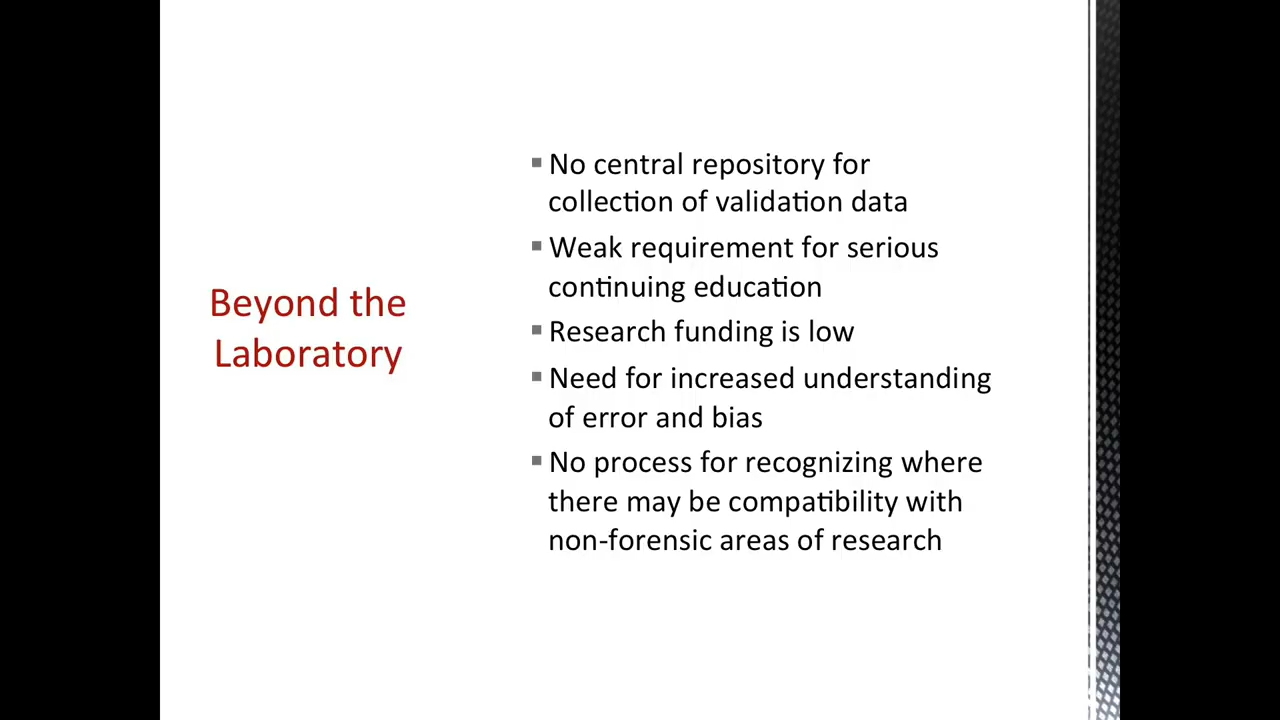 Beyond the
Laboratory
▪ No central repository for
collection of validation data
▪ Weak requirement for serious
continuing education
▪ Research funding is low
▪ Need for increased understanding
of error and bias
▪ No process for recognizing where
there may be compatibility with
non-forensic areas of research